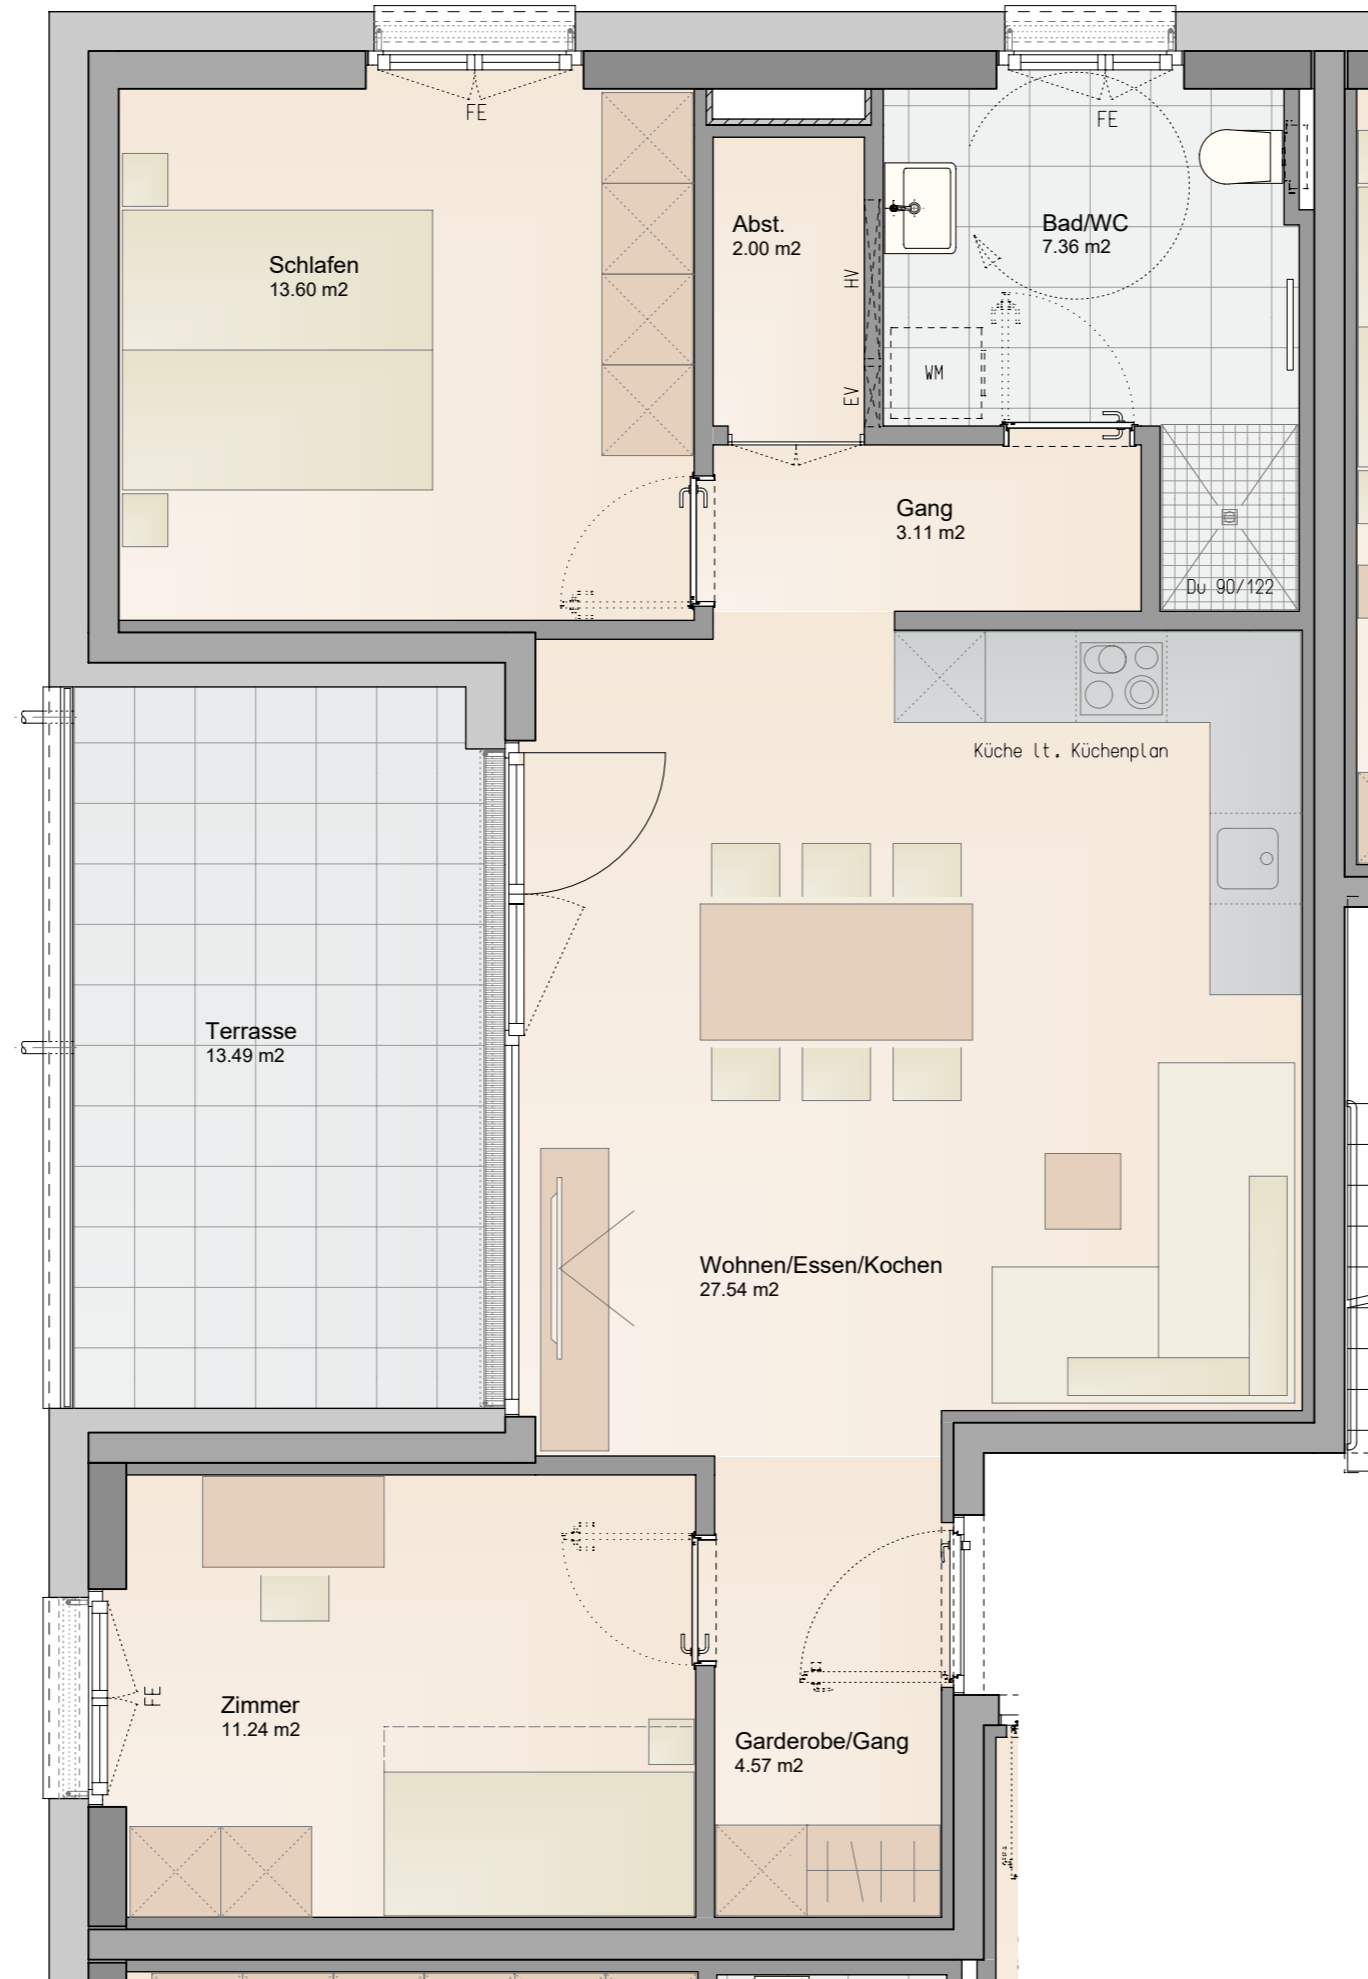 FE
FE
Abst.
2.00 m2
Bad/WC
7.36 m2
Schlafen
13.60 m2
HV
WM
EV
Gang
3.11 m2
Du 90/122
Küche lt. Küchenplan
Terrasse
13.49 m2
Wohnen/Essen/Kochen
27.54 m2
FE
Zimmer
11.24 m2
Garderobe/Gang
4.57 m2